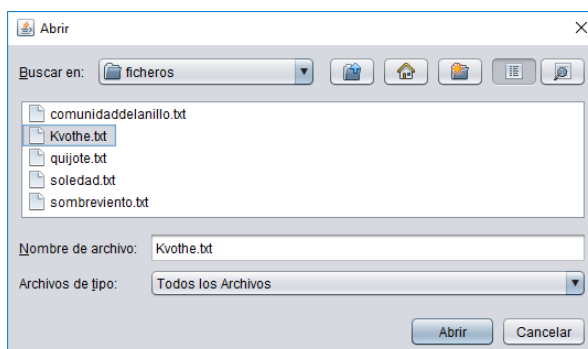 Abrir
Buscar en: ficheros
comunidaddelanillo.txt
Kvothe.txt
quijote.txt
soledad.txt
sombreviento.txt
Nombre de archivo: Kvothe.txt
Archivos de tipo: Todos los Archivos
Abrir Cancelar